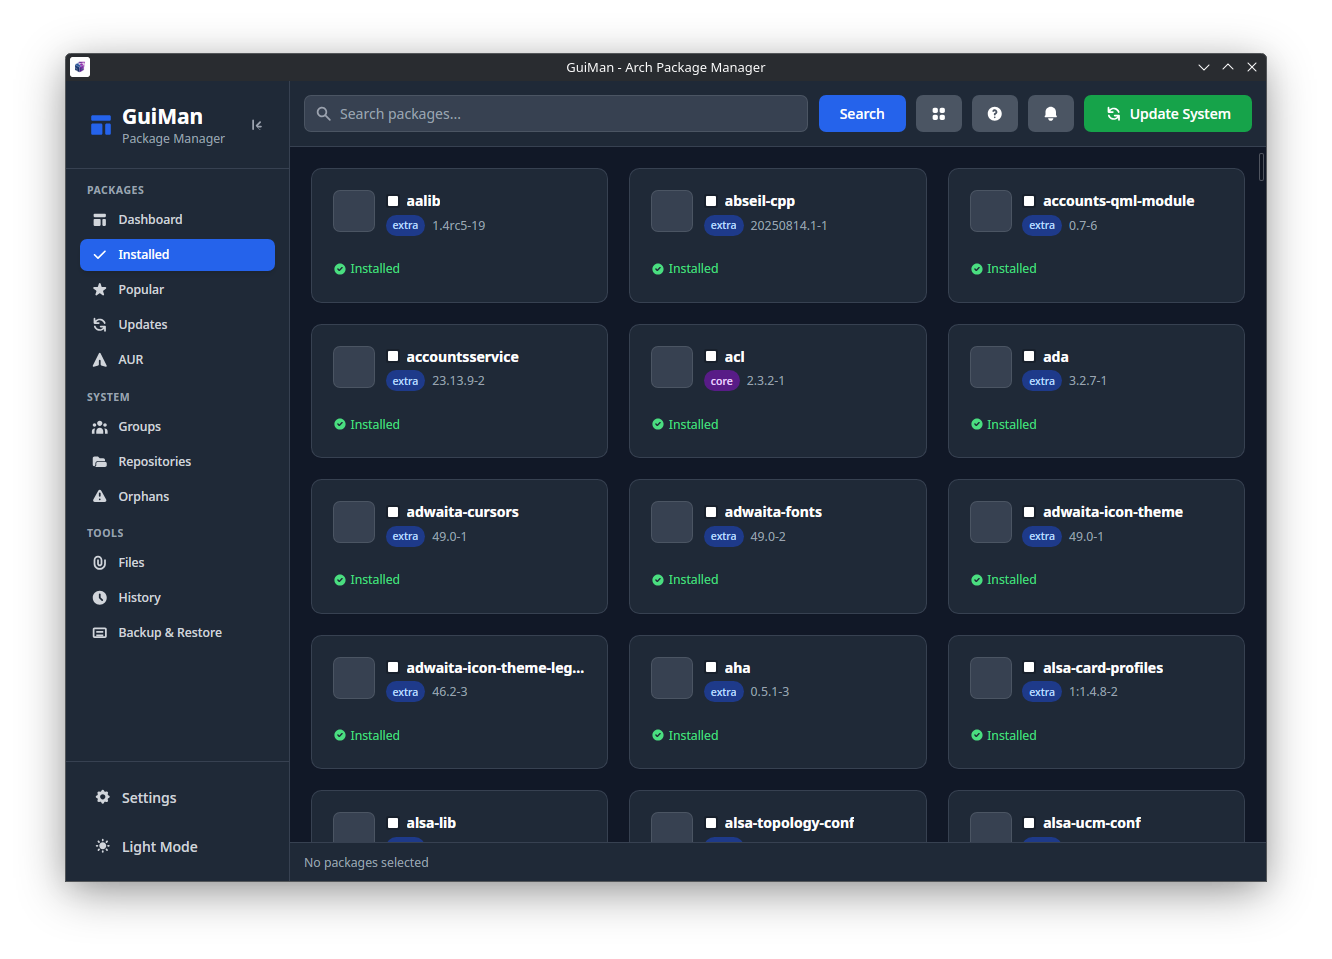 GuiMan - Arch Package Manager
GuiMan
Package Manager
PACKAGES
Dashboard
Installed
Popular
Updates
AUR
SYSTEM
Groups
Repositories
Orphans
TOOLS
Files
History
Backup & Restore
Settings
Light Mode
Search packages...
Search
Update System
aalib
extra 1.4rc5-19
Installed
abseil-cpp
extra 20250814.1-1
Installed
accounts-qml-module
extra 0.7-6
Installed
accountsservice
extra 23.13.9-2
Installed
acl
core 2.3.2-1
Installed
ada
extra 3.2.7-1
Installed
adwaita-cursors
extra 49.0-1
Installed
adwaita-fonts
extra 49.0-2
Installed
adwaita-icon-theme
extra 49.0-1
Installed
adwaita-icon-theme-leg...
extra 46.2-3
Installed
aha
extra 0.5.1-3
Installed
alsa-card-profiles
extra 1:1.4.8-2
Installed
alsa-lib
alsa-topology-conf
alsa-ucm-conf
No packages selected